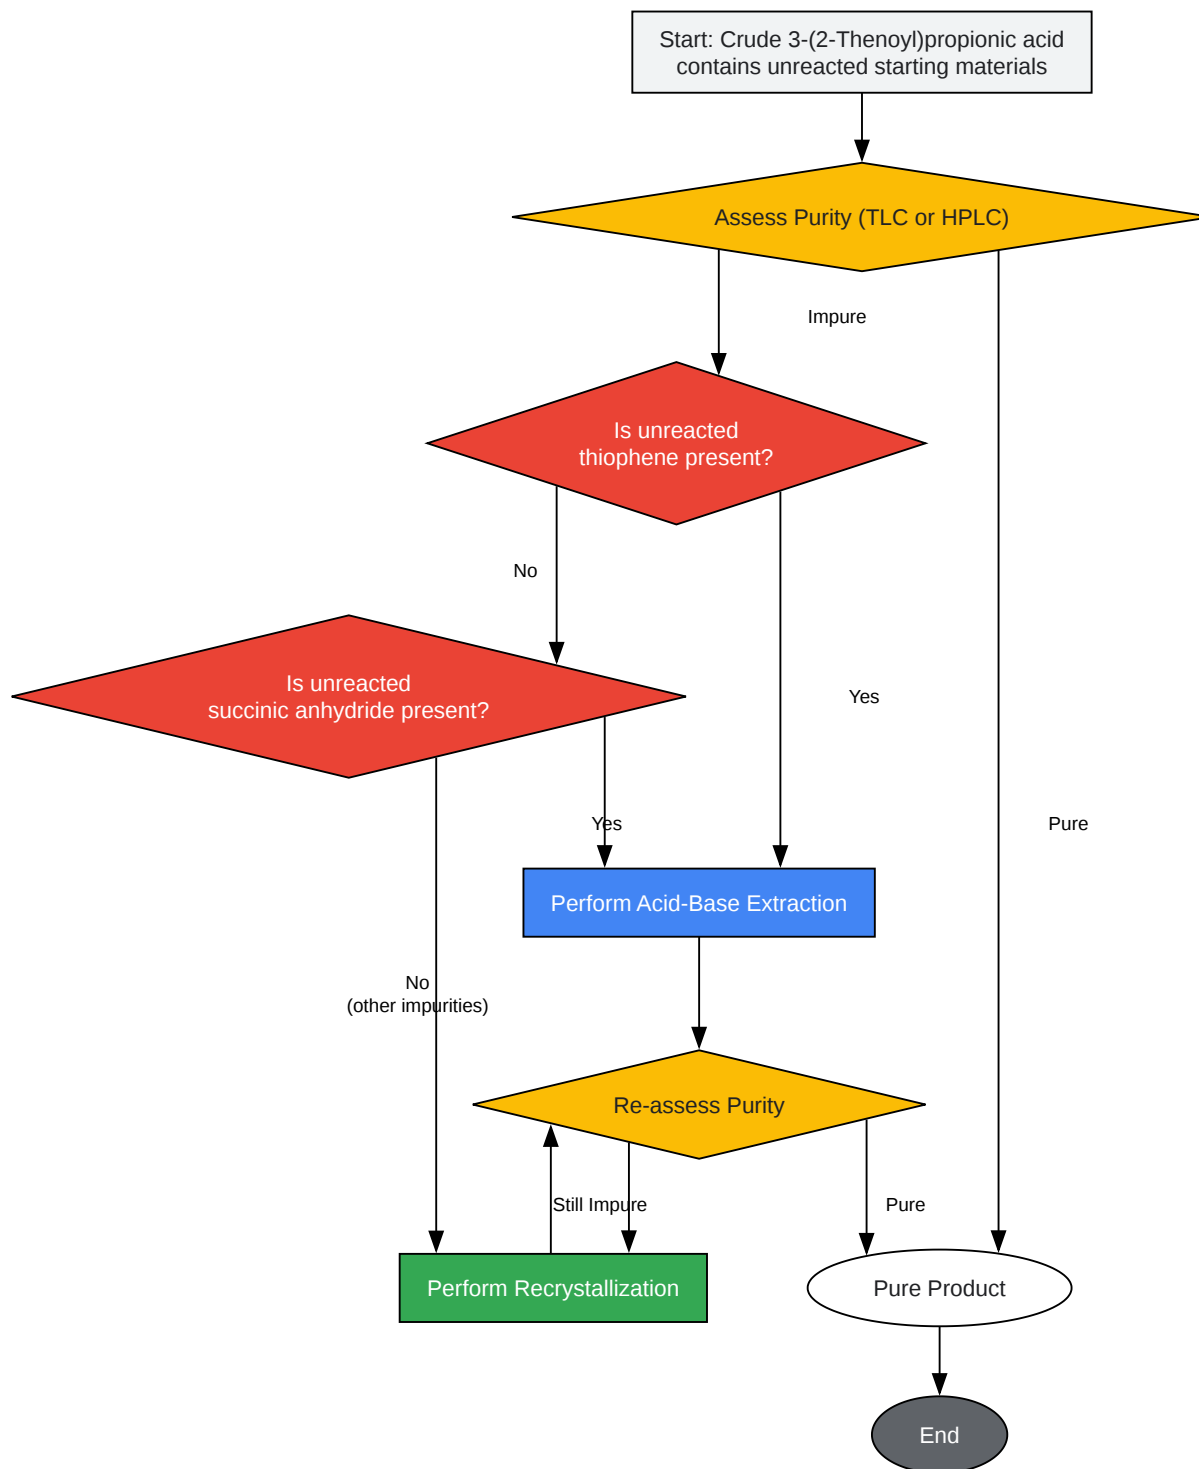 Start: Crude 3-(2-Thenoyl)propionic acid
contains unreacted starting materials
Assess Purity (TLC or HPLC)
Impure
Is unreacted
thiophene present?
No
Is unreacted
succinic anhydride present?
Yes
Yes
Pure
Perform Acid-Base Extraction
No
(other impurities)
Re-assess Purity
Still Impure
Pure
Perform Recrystallization
Pure Product
End